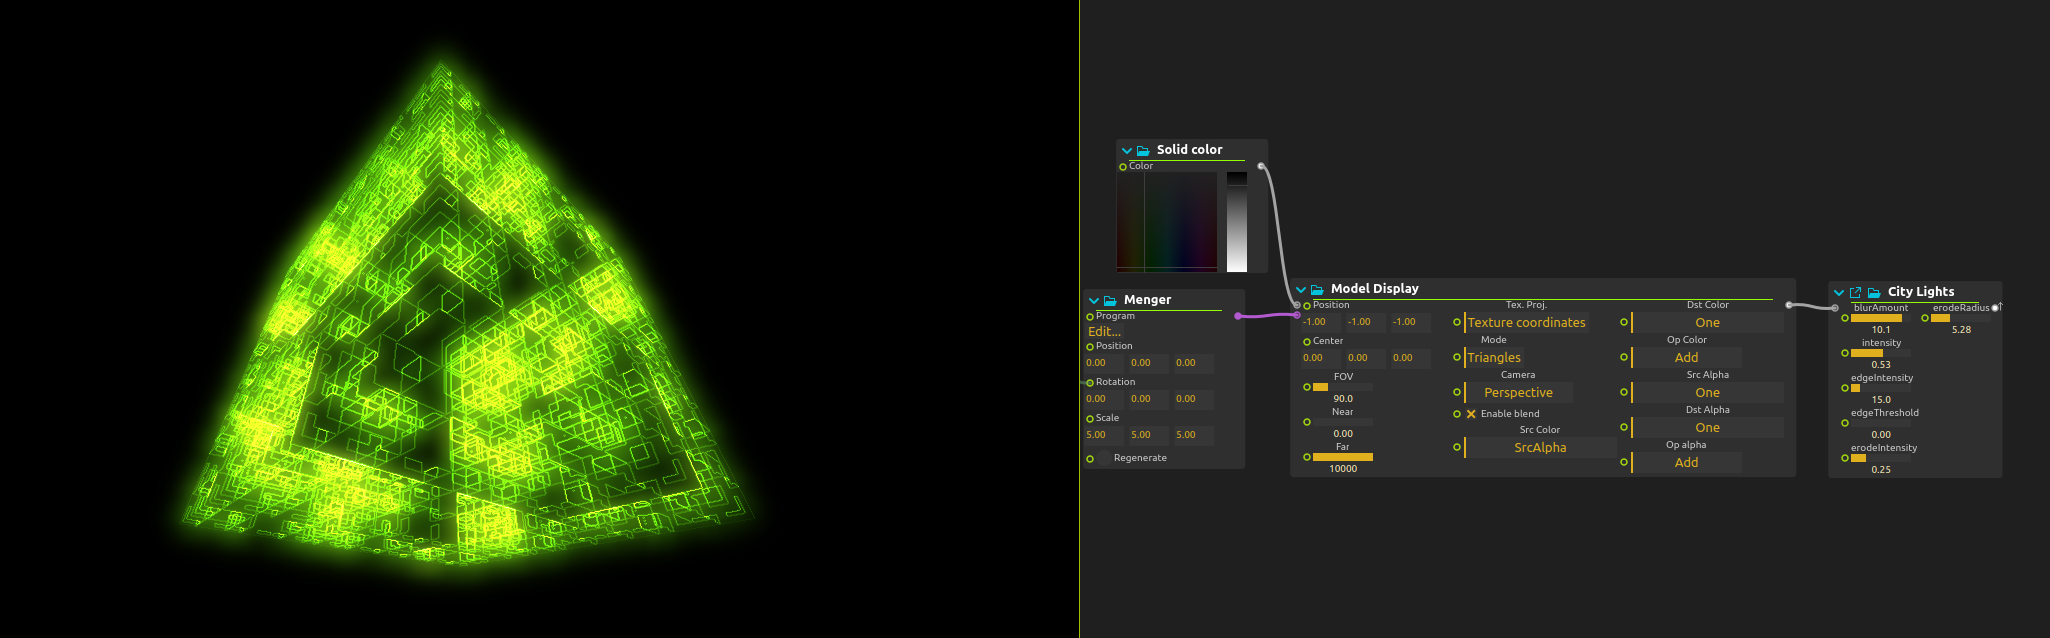 Solid color
Color
Menger
Program
Edit...
Position
0.00 0.00 0.00
Rotation
0.00 0.00 0.00
Scale
5.00 5.00 5.00
Regenerate
Model Display
Position
-1.00 -1.00 -1.00
Center
0.00 0.00 0.00
FOV
90.0
Near
0.00
Far
10000
Tex. Proj.
Texture coordinates
Mode
Triangles
Camera
Perspective
Enable blend
Src Color
SrcAlpha
Dst Color
One
Op Color
Add
Src Alpha
One
Dst Alpha
One
Op alpha
Add
City Lights
blurAmount erodeRadius
10.1 5.28
intensity
0.53
edgeIntensity
15.0
edgeThreshold
0.00
erodeIntensity
0.25